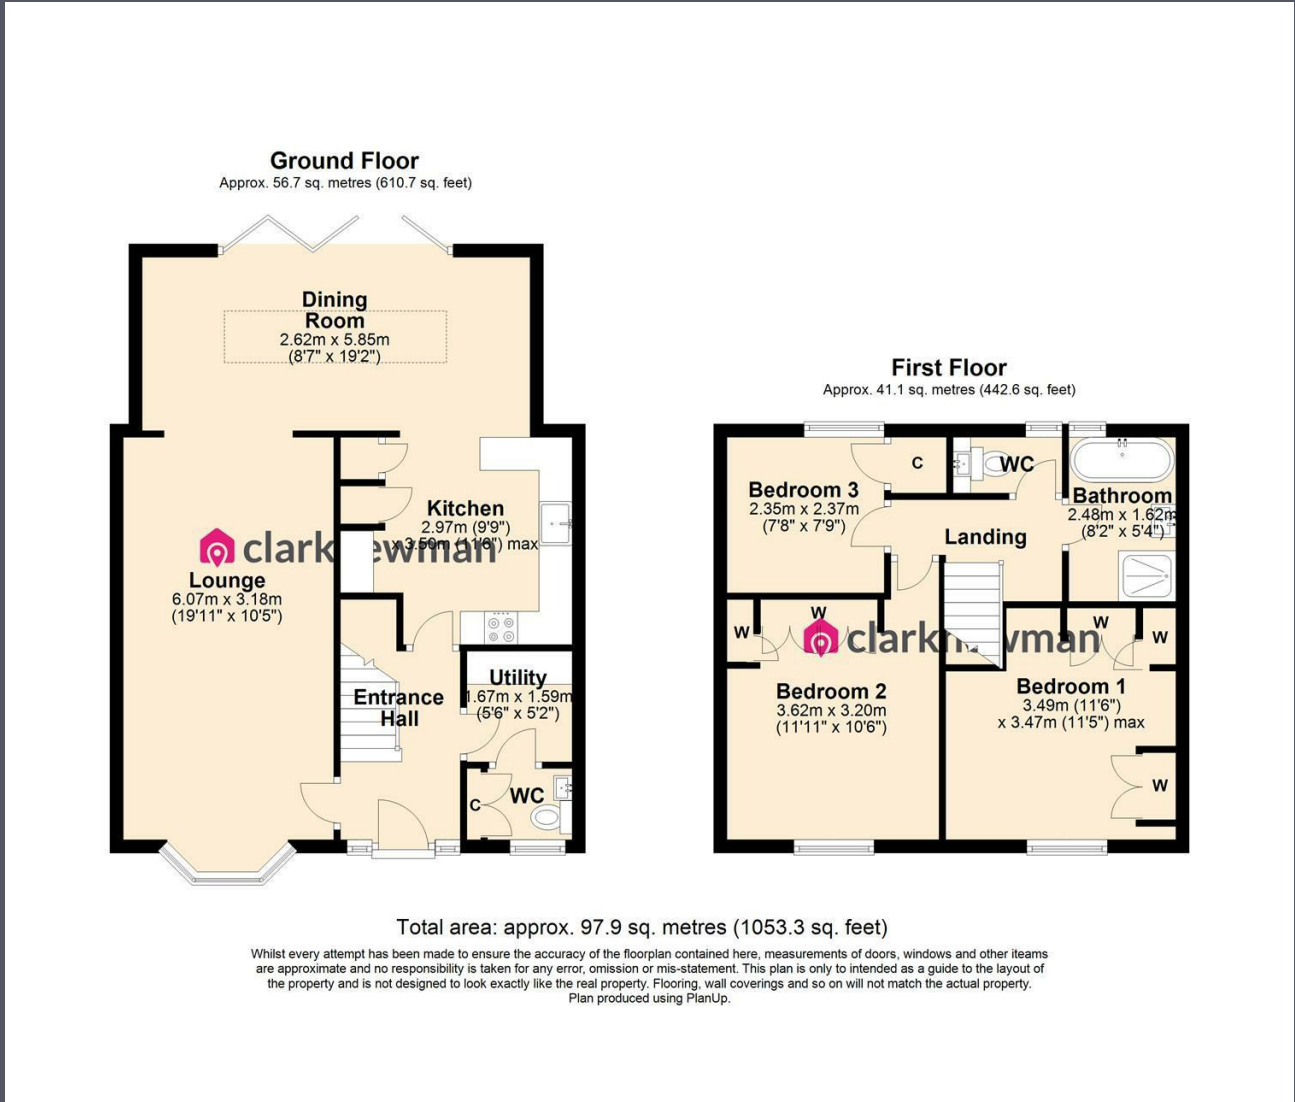 Ground Floor
Approx. 56.7 sq. metres (610.7 sq. feet)
Dining
Room
2.62m x 5.85m
(8'7" x 19'2")
Kitchen
2.97m (9'9")
x 3.50m (11'6") max
clarknewman
Lounge
6.07m x 3.18m
(19'11" x 10'5")
Entrance
Hall
Utility
1.67m x 1.59m
(5'6" x 5'2")
C
WC
First Floor
Approx. 41.1 sq. metres (442.6 sq. feet)
C
WC
Bedroom 3
2.35m x 2.37m
(7'8" x 7'9")
Bathroom
2.48m x 1.62m
(8'2" x 5'4")
Landing
W
W
W
W
clarknewman
Bedroom 2
3.62m x 3.20m
(11'11" x 10'6")
Bedroom 1
3.49m (11'6")
x 3.47m (11'5") max
W
Total area: approx. 97.9 sq. metres (1053.3 sq. feet)
Whilst every attempt has been made to ensure the accuracy of the floorplan contained here, measurements of doors, windows and other iteams
are approximate and no responsibility is taken for any error, omission or mis-statement. This plan is only to intended as a guide to the layout of
the property and is not designed to look exactly like the real property. Flooring, wall coverings and so on will not match the actual property.
Plan produced using PlanUp.